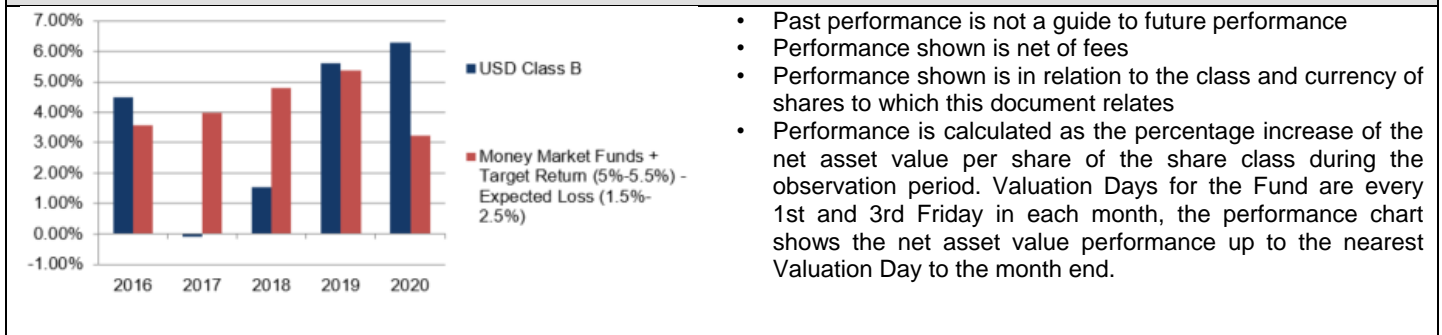 7.00%
6.00%
5.00%
4.00%
3.00%
2.00%
1.00%
0.00%
-1.00%
2016 2017 2018 2019 2020
USD Class B
Money Market Funds +
Target Return (5%-5.5%) -
Expected Loss (1.5%-
2.5%)
• Past performance is not a guide to future performance
• Performance shown is net of fees
• Performance shown is in relation to the class and currency of
shares to which this document relates
• Performance is calculated as the percentage increase of the
net asset value per share of the share class during the
observation period. Valuation Days for the Fund are every
1st and 3rd Friday in each month, the performance chart
shows the net asset value performance up to the nearest
Valuation Day to the month end.